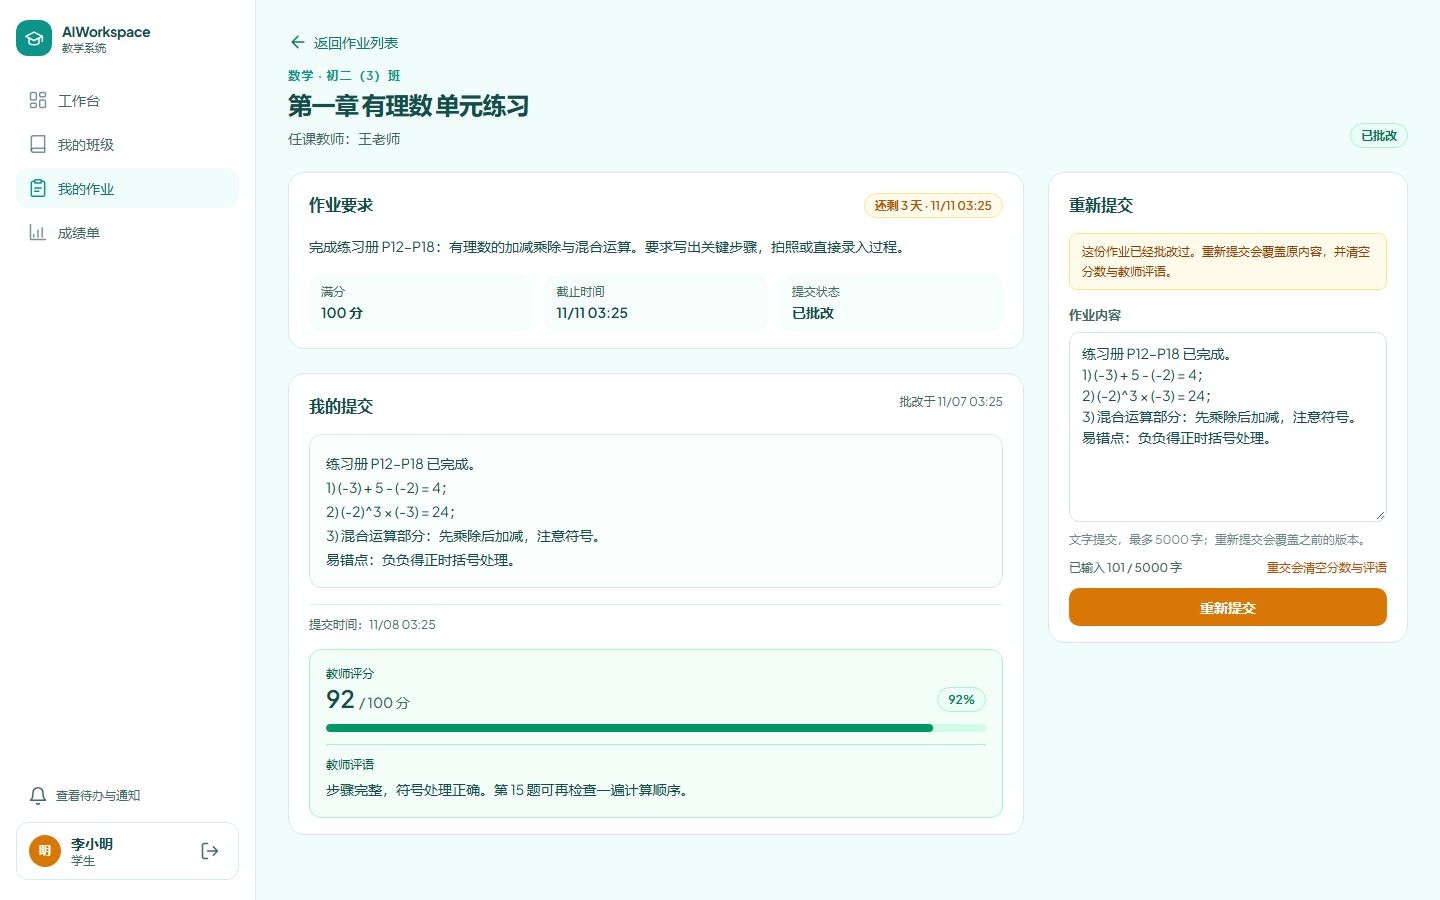 AIWorkspace
教学系统
工作台
我的班级
我的作业
成绩单
查看待办与通知
明
李小明
学生
返回作业列表
数学 · 初二（3）班
第一章 有理数 单元练习
任课教师：王老师
已批改
作业要求
还剩 3 天 · 11/11 03:25
完成练习册 P12–P18：有理数的加减乘除与混合运算。要求写出关键步骤，拍照或直接录入过程。
满分
100 分
截止时间
11/11 03:25
提交状态
已批改
我的提交
批改于 11/07 03:25
练习册 P12–P18 已完成。
1) (-3) + 5 - (-2) = 4；
2) (-2)^3 × (-3) = 24；
3) 混合运算部分：先乘除后加减，注意符号。
易错点：负负得正时括号处理。
提交时间：11/08 03:25
教师评分
92 / 100 分
92%
教师评语
步骤完整，符号处理正确。第 15 题可再检查一遍计算顺序。
重新提交
这份作业已经批改过。重新提交会覆盖原内容，并清空
分数与教师评语。
作业内容
练习册 P12–P18 已完成。
1) (-3) + 5 - (-2) = 4；
2) (-2)^3 × (-3) = 24；
3) 混合运算部分：先乘除后加减，注意符号。
易错点：负负得正时括号处理。
文字提交，最多 5000 字；重新提交会覆盖之前的版本。
已输入 101 / 5000 字
重交会清空分数与评语
重新提交